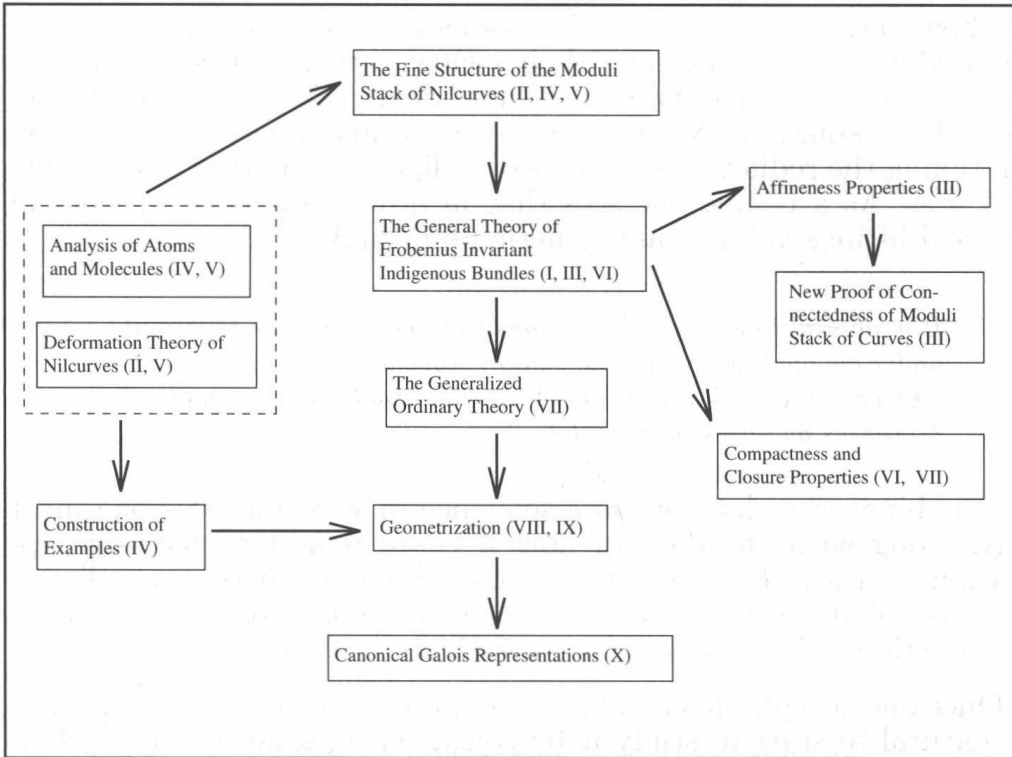 The Fine Structure of the Moduli
Stack of Nilcurves (II, IV, V)
Affineness Properties (III)
Analysis of Atoms
and Molecules (IV, V)
The General Theory of
Frobenius Invariant
Indigenous Bundles (I, III, VI)
New Proof of Con-
nectedness of Moduli
Stack of Curves (III)
Deformation Theory of
Nilcurves (II, V)
The Generalized
Ordinary Theory (VII)
Compactness and
Closure Properties (VI, VII)
Construction of
Examples (IV)
Geometrization (VIII, IX)
Canonical Galois Representations (X)